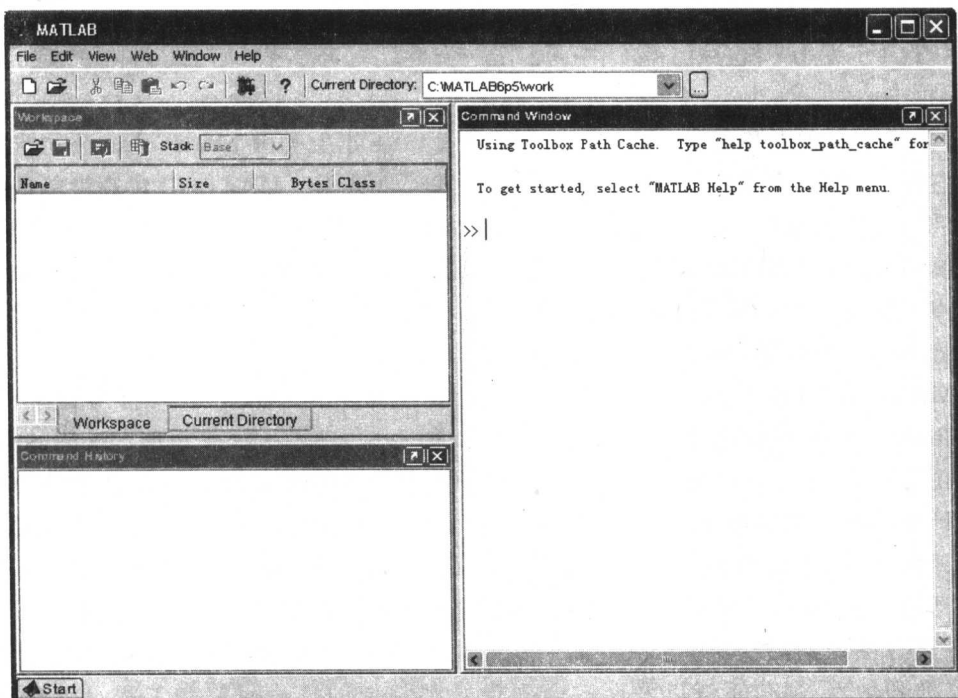 MATLAB
File Edit View Web Window Help
? Current Directory: C:\MATLAB6p5\work ...
Workspace
Stack: Base
Name Size Bytes Class
Workspace Current Directory
Command History
Command Window
Using Toolbox Path Cache. Type "help toolbox_path_cache" for
To get started, select "MATLAB Help" from the Help menu.
>>
Start